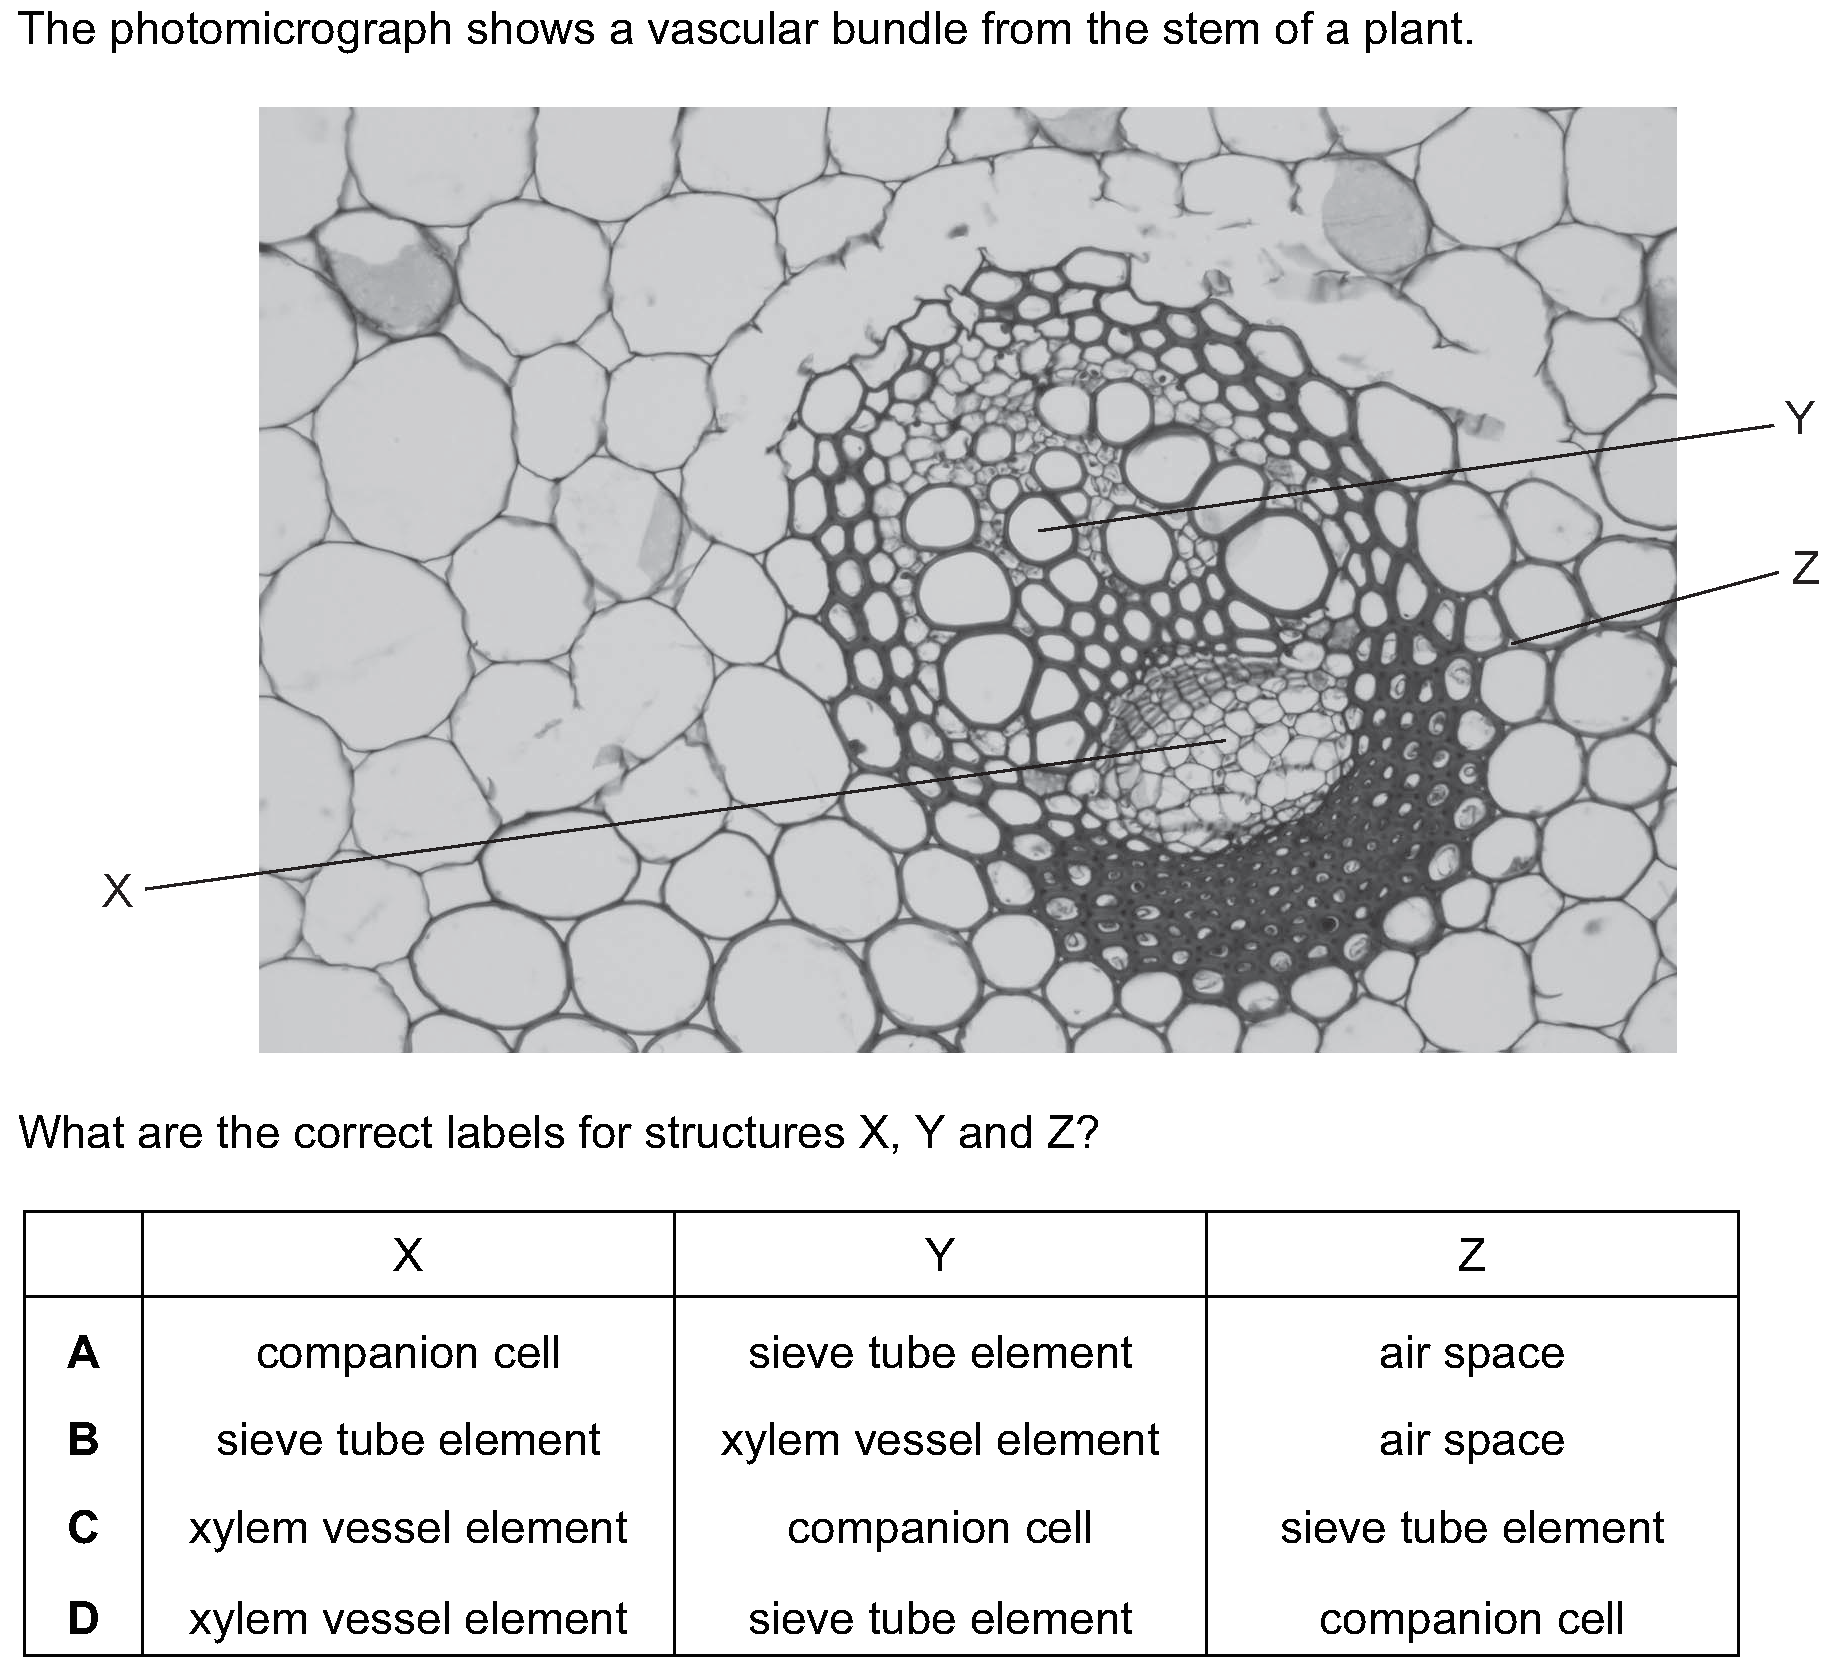 The photomicrograph shows a vascular bundle from the stem of a plant.
Y
Z
X
What are the correct labels for structures X, Y and Z?
X Y Z
A companion cell sieve tube element air space
B sieve tube element xylem vessel element air space
C xylem vessel element companion cell sieve tube element
D xylem vessel element sieve tube element companion cell